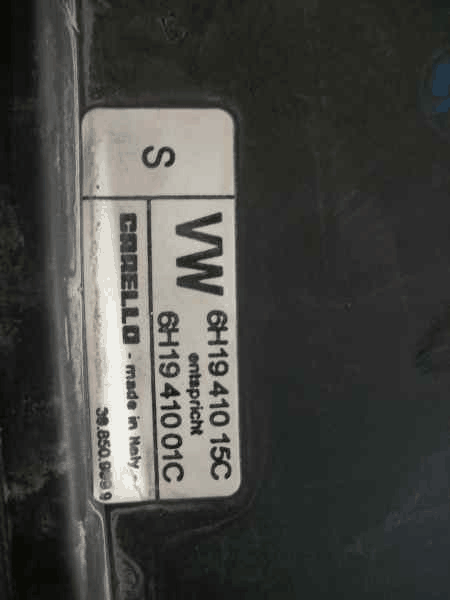 S
VW
6H19 410 15C
entspricht
6H19 410 01C
CARELLO - made in Italy